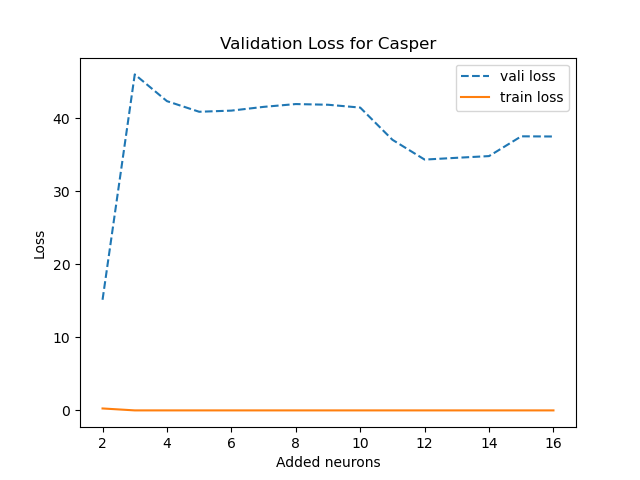 Validation Loss for Casper
vali loss
train loss
Loss
40
30
20
10
0
2 4 6 8 10 12 14 16
Added neurons